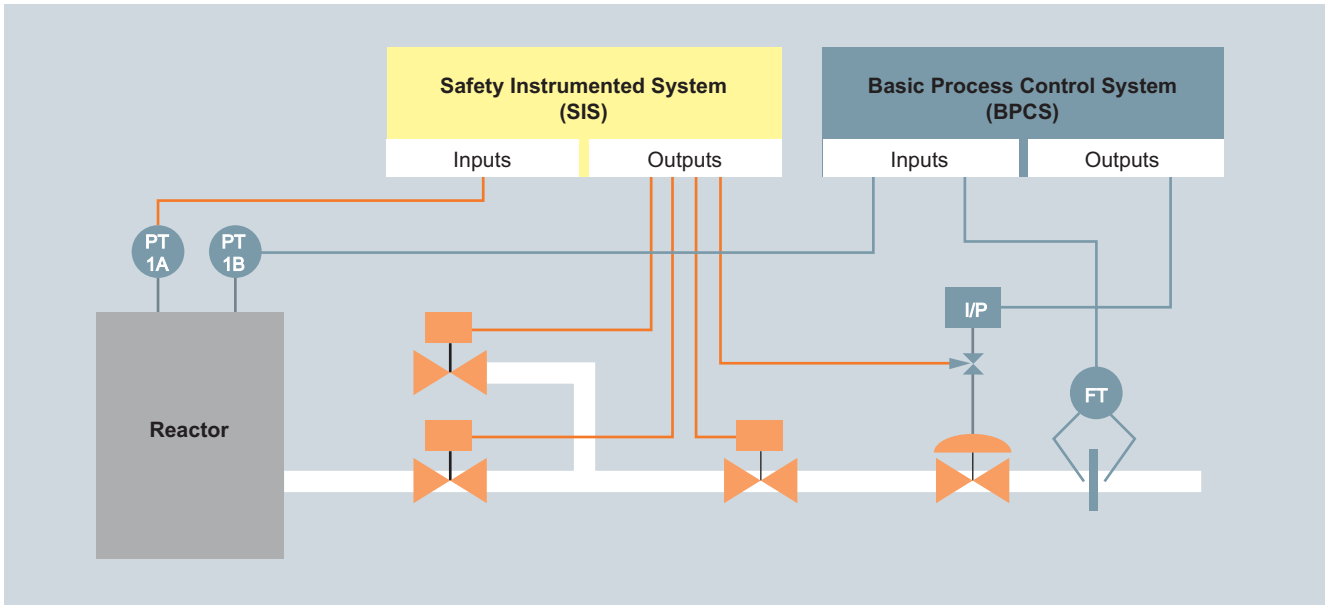 Safety Instrumented System
(SIS)
Basic Process Control System
(BPCS)
Inputs
Outputs
Inputs
Outputs
PT
1A
PT
1B
I/P
FT
Reactor